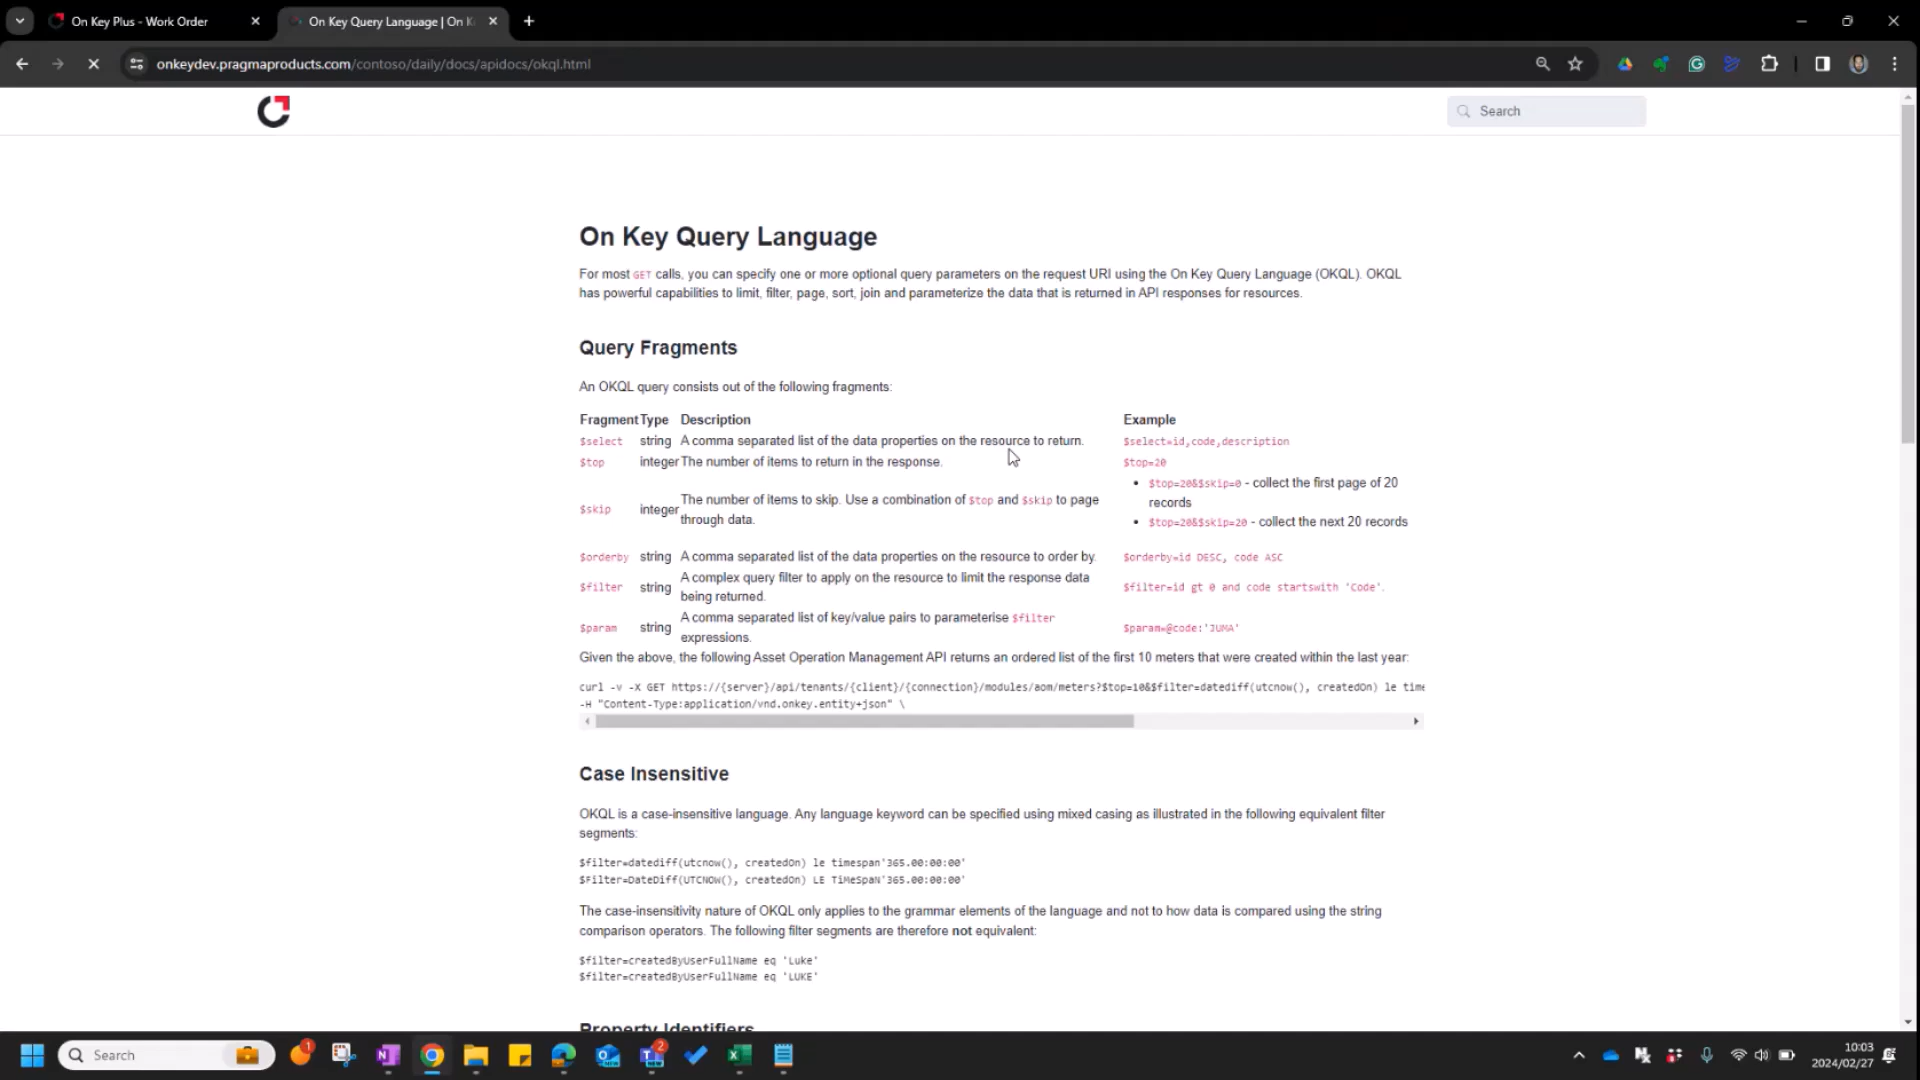 On Key Plus - Work Order
On Key Query Language | On K
onkeydev.pragmaproducts.com/contoso/daily/docs/apidocs/okql.html
Search
On Key Query Language
For most GET calls, you can specify one or more optional query parameters on the request URI using the On Key Query Language (OKQL). OKQL
has powerful capabilities to limit, filter, page, sort, join and parameterize the data that is returned in API responses for resources.
Query Fragments
An OKQL query consists out of the following fragments:
Fragment Type Description Example
$select string A comma separated list of the data properties on the resource to return. $select=id,code,description
$top integer The number of items to return in the response. $top=20
$skip integer The number of items to skip. Use a combination of $top and $skip to page
through data.
• $top=20&$skip=0 - collect the first page of 20
records
• $top=20&$skip=20 - collect the next 20 records
$orderby string A comma separated list of the data properties on the resource to order by. $orderby=id DESC, code ASC
$filter string A complex query filter to apply on the resource to limit the response data
being returned.
$filter=id gt 0 and code startswith 'Code'.
$param string A comma separated list of key/value pairs to parameterise $filter
expressions.
$param=@code:'JUMA'
Given the above, the following Asset Operation Management API returns an ordered list of the first 10 meters that were created within the last year:
curl -v -X GET https://{server}/api/tenants/{client}/{connection}/modules/aom/meters?$top=10&$filter=datediff(utcnow(), createdOn) le time
-H "Content-Type:application/vnd.onkey.entity+json" \
Case Insensitive
OKQL is a case-insensitive language. Any language keyword can be specified using mixed casing as illustrated in the following equivalent filter
segments:
$filter=datediff(utcnow(), createdOn) le timespan'365.00:00:00'
$Filter=DateDiff(UTCNOw(), createdOn) LE TiMeSpaN'365.00:00:00'
The case-insensitivity nature of OKQL only applies to the grammar elements of the language and not to how data is compared using the string
comparison operators. The following filter segments are therefore not equivalent:
$filter=createdByUserFullName eq 'Luke'
$filter=createdByUserFullName eq 'LUKE'
Property Identifiers
Search
1
2
10:03
2024/02/27